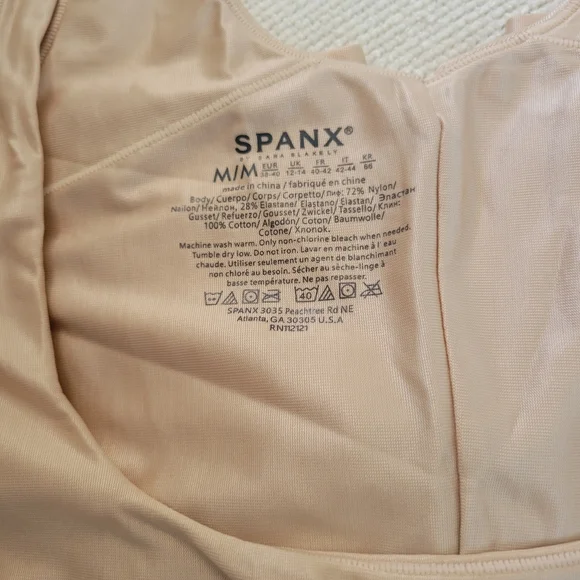 SPANX®
BY SARA BLAKELY
M/M EUR 38-40 UK 12-14 FR 40-42 IT 42-44 KR 66
made in china / fabriqué en chine
Body/ Cuerpo/ Corps/ Corpetto/ Лиф: 72% Nylon/
Nailon/ Нейлон, 28% Elastane/ Elastan/ Elastan/ Эластан
Gusset/ Refuerzo/ Gousset/ Zwickel/ Tassello/ Клин:
100% Cotton/ Algodón/ Coton/ Baumwolle/
Cotone/ Хлопок.
Machine wash warm. Only non-chlorine bleach when needed.
Tumble dry low. Do not iron. Lavar en machine à l'eau
chaude. Utiliser seulement un agent de blanchimant
non chloré au besoin. Sécher au sèche-linge à
basse température. Ne pas repasser.
40
SPANX 3035 Peachtree Rd NE
Atlanta, GA 30305 U.S.A
RN112121